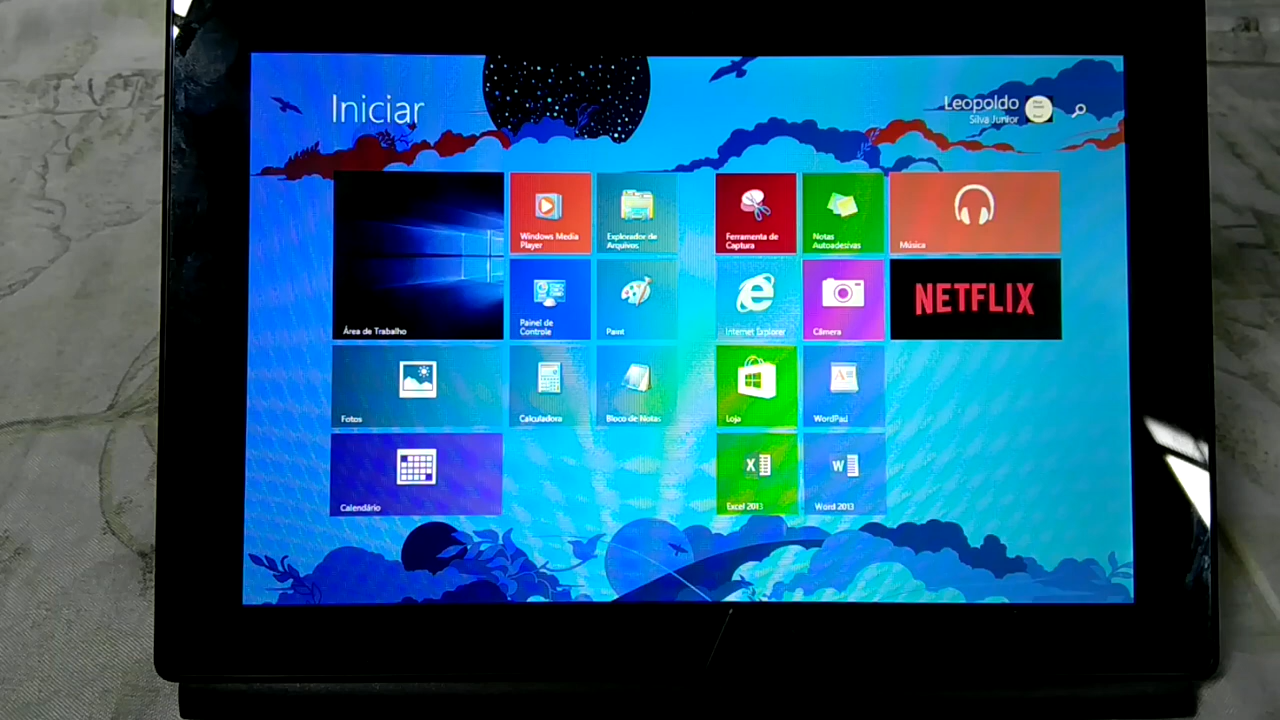 Iniciar
Leopoldo
Silva Junior
Área de Trabalho
Windows Media
Player
Explorador de
Arquivos
Ferramenta de
Captura
Notas
Autoadesivas
Música
Painel de
Controle
Paint
Internet Explorer
Câmera
NETFLIX
Fotos
Calculadora
Bloco de Notas
Loja
WordPad
Calendário
Excel 2013
Word 2013